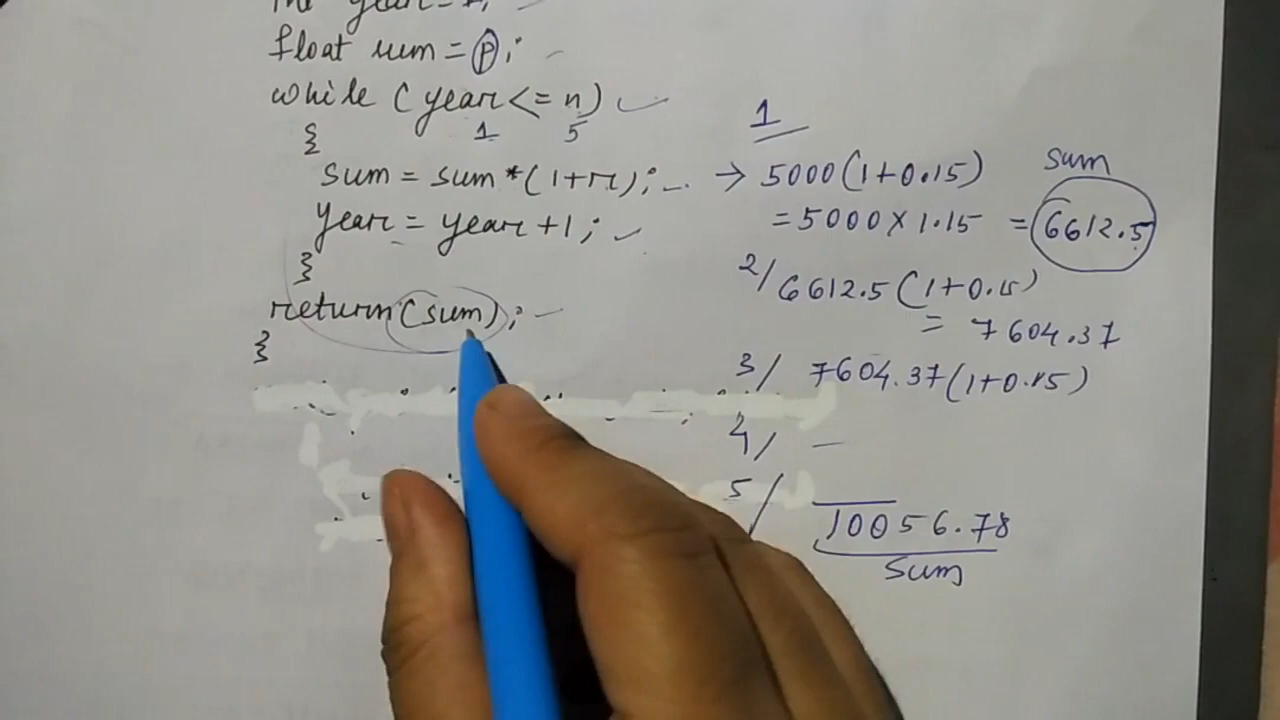 float sum = p;
while (year <= n)
1 5
{
sum = sum * (1+r);
year = year + 1;
}
return (sum);
}
1
→ 5000(1+0.15)
= 5000 × 1.15 = 6612.5
sum
2/ 6612.5 (1+0.15)
= 7604.37
3/ 7604.37 (1+0.15)
4/ —
5/ 10056.78
sum